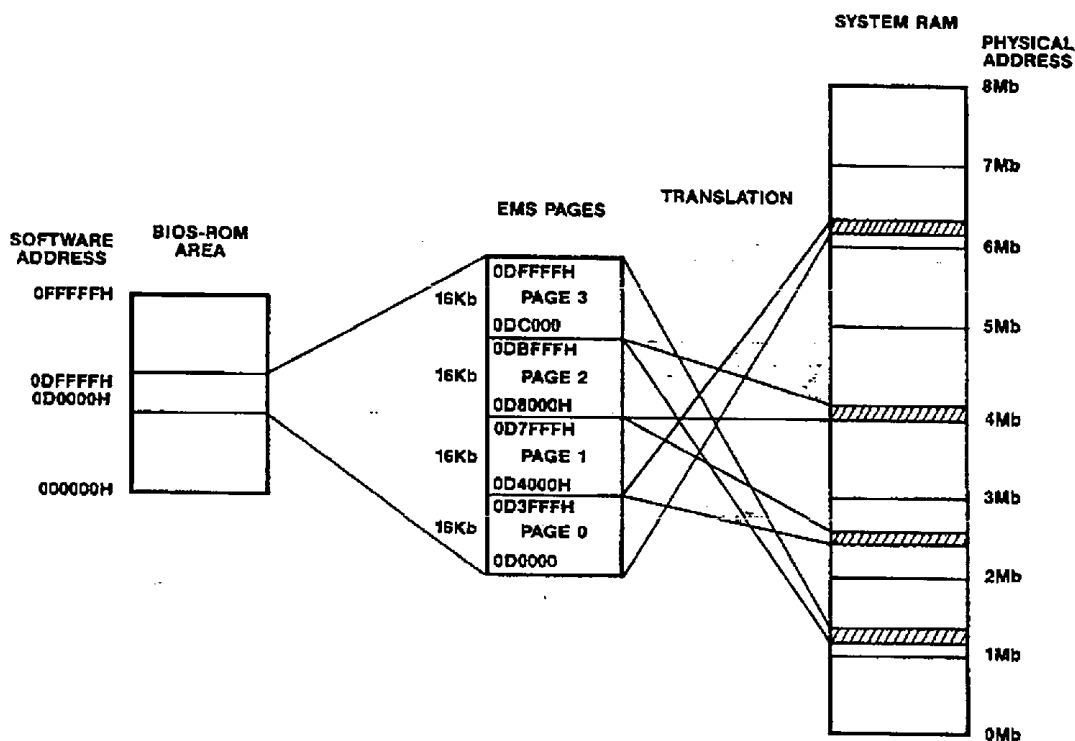 SYSTEM RAM
PHYSICAL
ADDRESS
8Mb
7Mb
6Mb
5Mb
4Mb
3Mb
2Mb
1Mb
0Mb
TRANSLATION
EMS PAGES
BIOS-ROM
AREA
SOFTWARE
ADDRESS
0FFFFFH
0DFFFFH
0D0000H
000000H
16Kb
0DFFFFH
PAGE 3
0DC000
16Kb
0DBFFFH
PAGE 2
0D8000H
16Kb
0D7FFFH
PAGE 1
0D4000H
16Kb
0D3FFFH
PAGE 0
0D0000